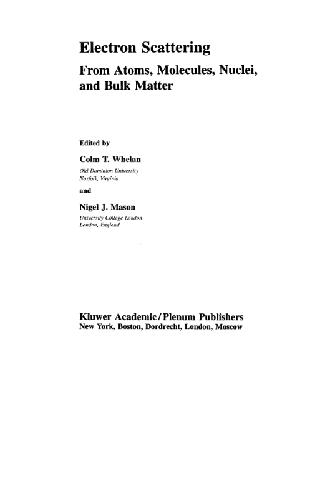 Electron Scattering
From Atoms, Molecules, Nuclei,
and Bulk Matter
Edited by
Colm T. Whelan
Old Dominion University
Norfolk, Virginia
and
Nigel J. Mason
University College London
London, England
Kluwer Academic/Plenum Publishers
New York, Boston, Dordrecht, London, Moscow